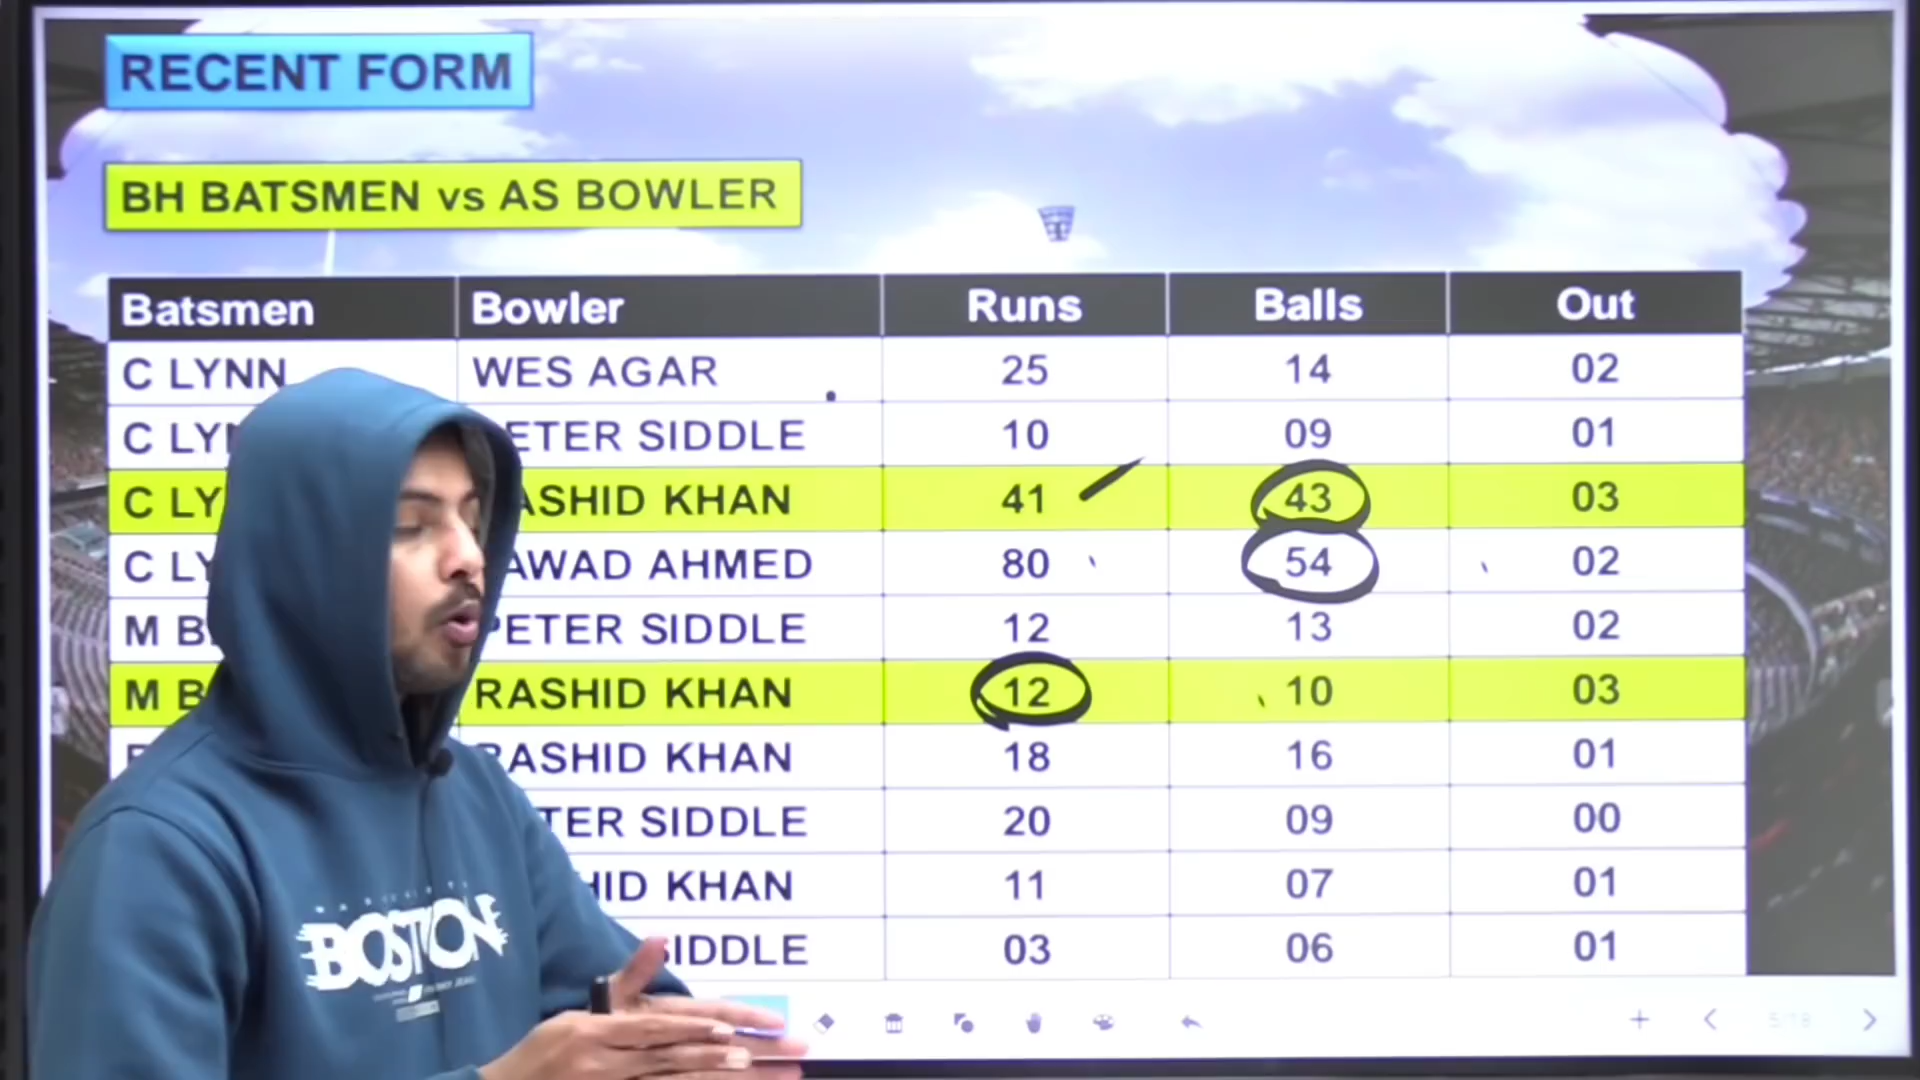 RECENT FORM
BH BATSMEN vs AS BOWLER
Batsmen Bowler Runs Balls Out
C LYNN WES AGAR 25 14 02
C LYN ETER SIDDLE 10 09 01
C LY ASHID KHAN 41 43 03
C LY AWAD AHMED 80 54 02
M B PETER SIDDLE 12 13 02
M B RASHID KHAN 12 10 03
RASHID KHAN 18 16 01
TER SIDDLE 20 09 00
HID KHAN 11 07 01
SIDDLE 03 06 01
BOSTON